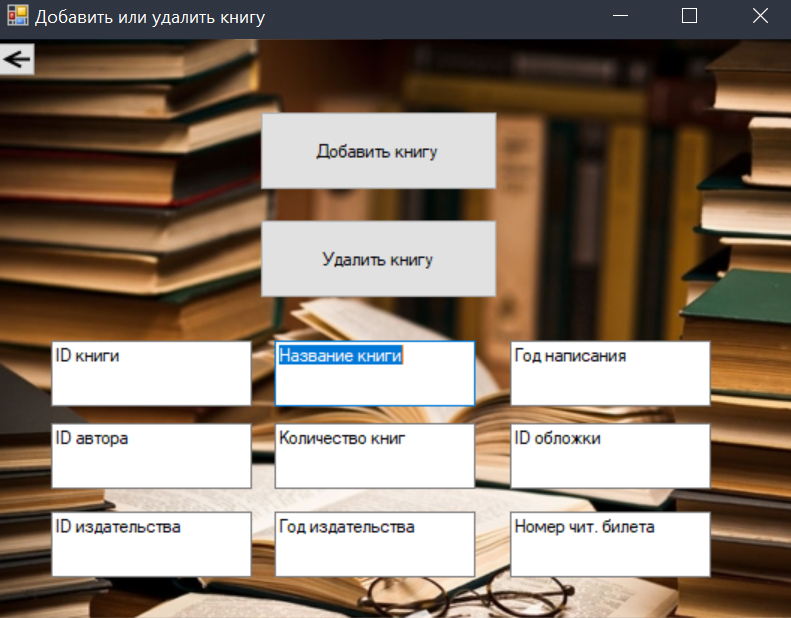 Добавить или удалить книгу
Добавить книгу
Удалить книгу
ID книги
Название книги
Год написания
ID автора
Количество книг
ID обложки
ID издательства
Год издательства
Номер чит. билета